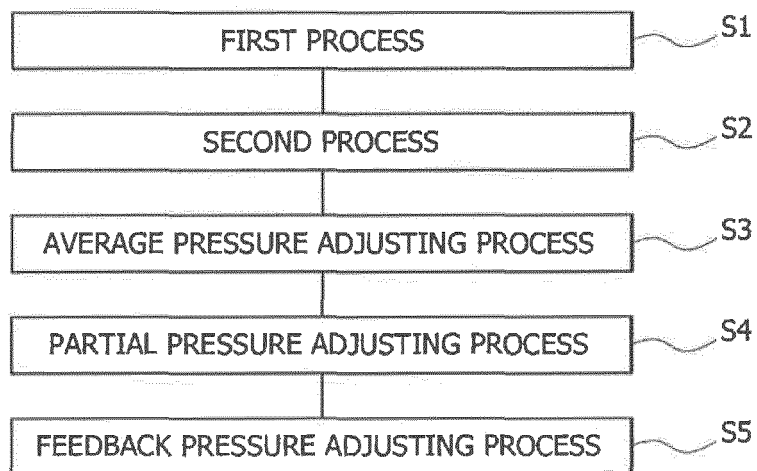 FIRST PROCESS S1
SECOND PROCESS S2
AVERAGE PRESSURE ADJUSTING PROCESS S3
PARTIAL PRESSURE ADJUSTING PROCESS S4
FEEDBACK PRESSURE ADJUSTING PROCESS S5